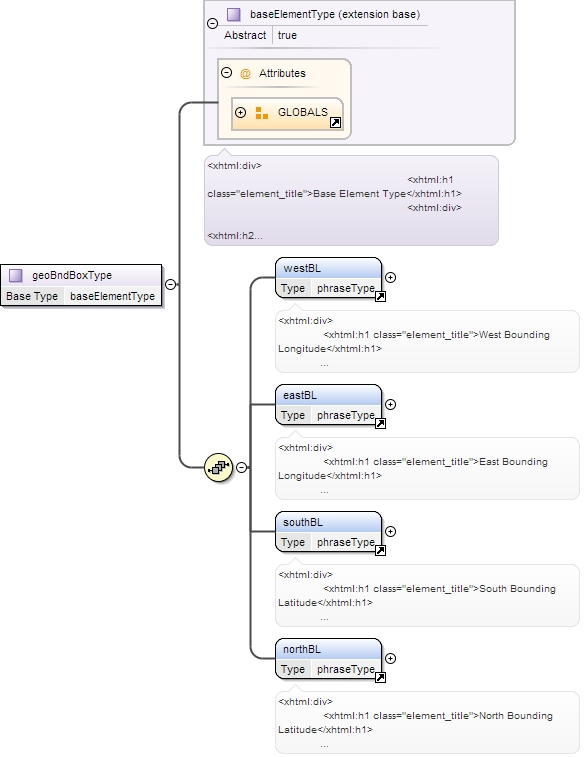 baseElementType (extension base)
Abstract true
@ Attributes
GLOBALS
<xhtml:div>
<xhtml:h1
class="element_title">Base Element Type</xhtml:h1>
<xhtml:div>
<xhtml:h2...
geoBndBoxType
Base Type baseElementType
westBL
Type phraseType
<xhtml:div>
<xhtml:h1 class="element_title">West Bounding
Longitude</xhtml:h1>
...
eastBL
Type phraseType
<xhtml:div>
<xhtml:h1 class="element_title">East Bounding
Longitude</xhtml:h1>
...
southBL
Type phraseType
<xhtml:div>
<xhtml:h1 class="element_title">South Bounding
Latitude</xhtml:h1>
...
northBL
Type phraseType
<xhtml:div>
<xhtml:h1 class="element_title">North Bounding
Latitude</xhtml:h1>
...